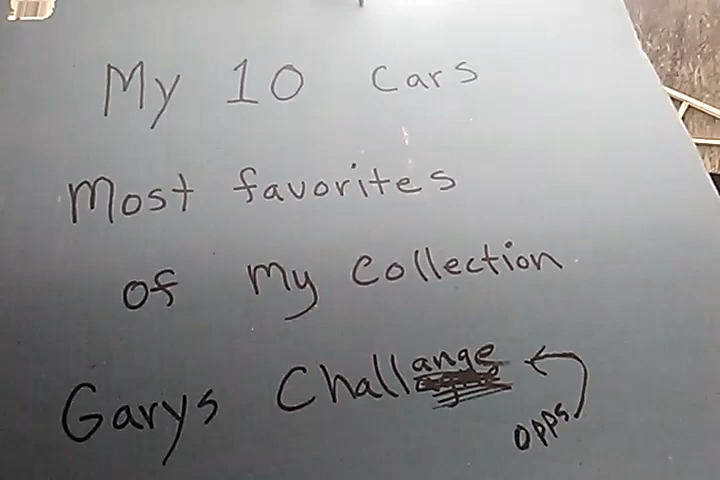 My 10 Cars
Most favorites
of My Collection
Garys Challange
opps